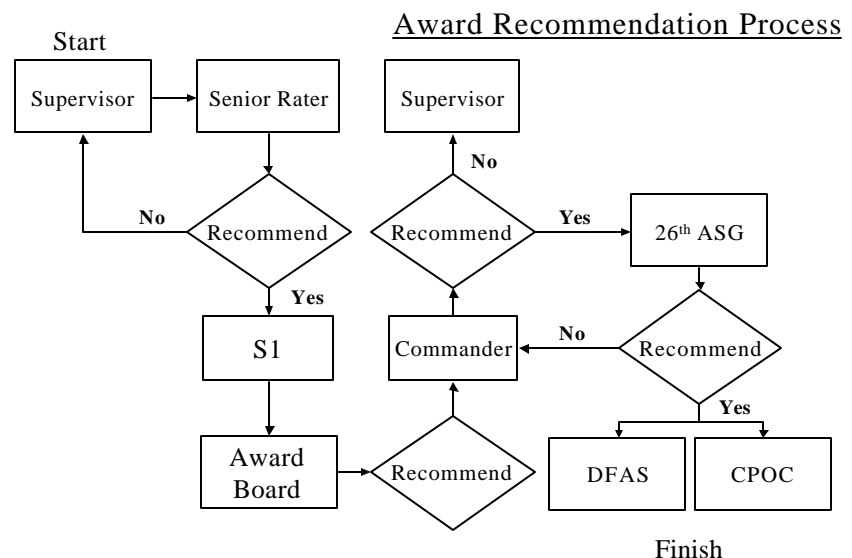 Award Recommendation Process
Start
Supervisor
Senior Rater
Supervisor
No
No
Recommend
Recommend
Yes
26th ASG
Yes
S1
Commander
No
Recommend
Yes
Award
Board
Recommend
DFAS
CPOC
Finish